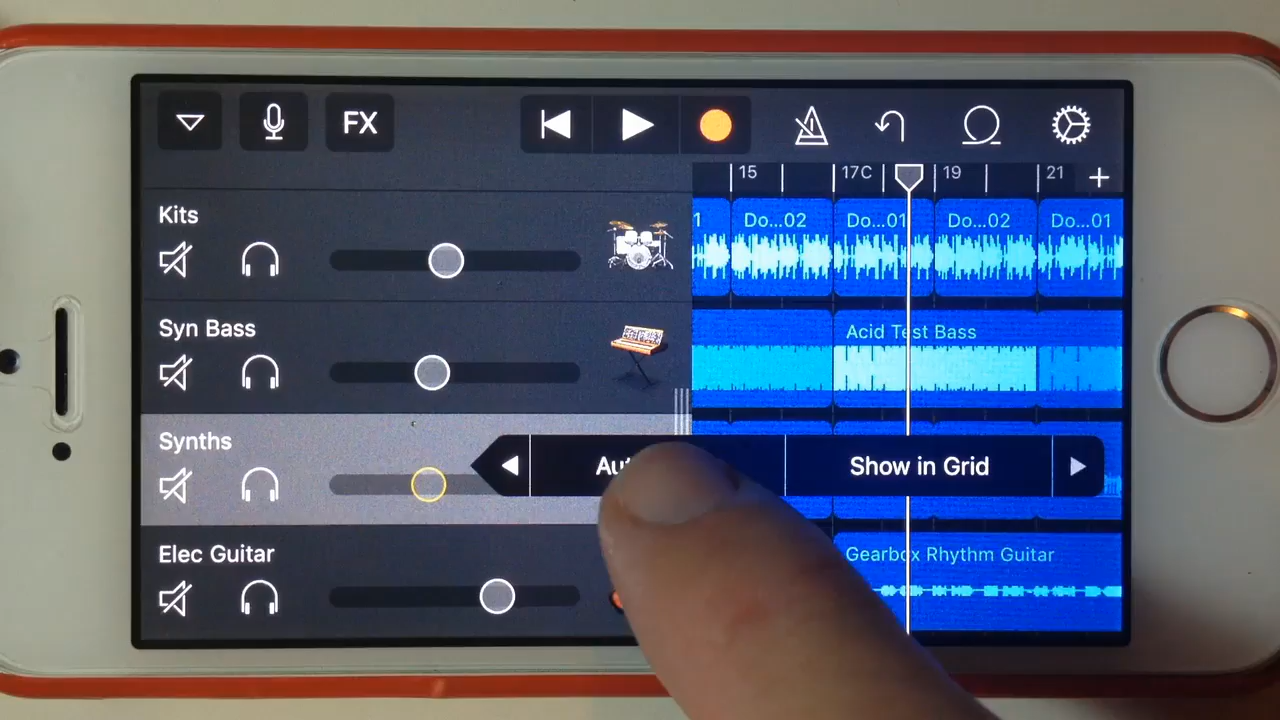 FX
15
17C
19
21
+
Kits
1
Do...02
Do...01
Do...02
Do...01
Syn Bass
Acid Test Bass
Synths
Show in Grid
Elec Guitar
Gearbox Rhythm Guitar